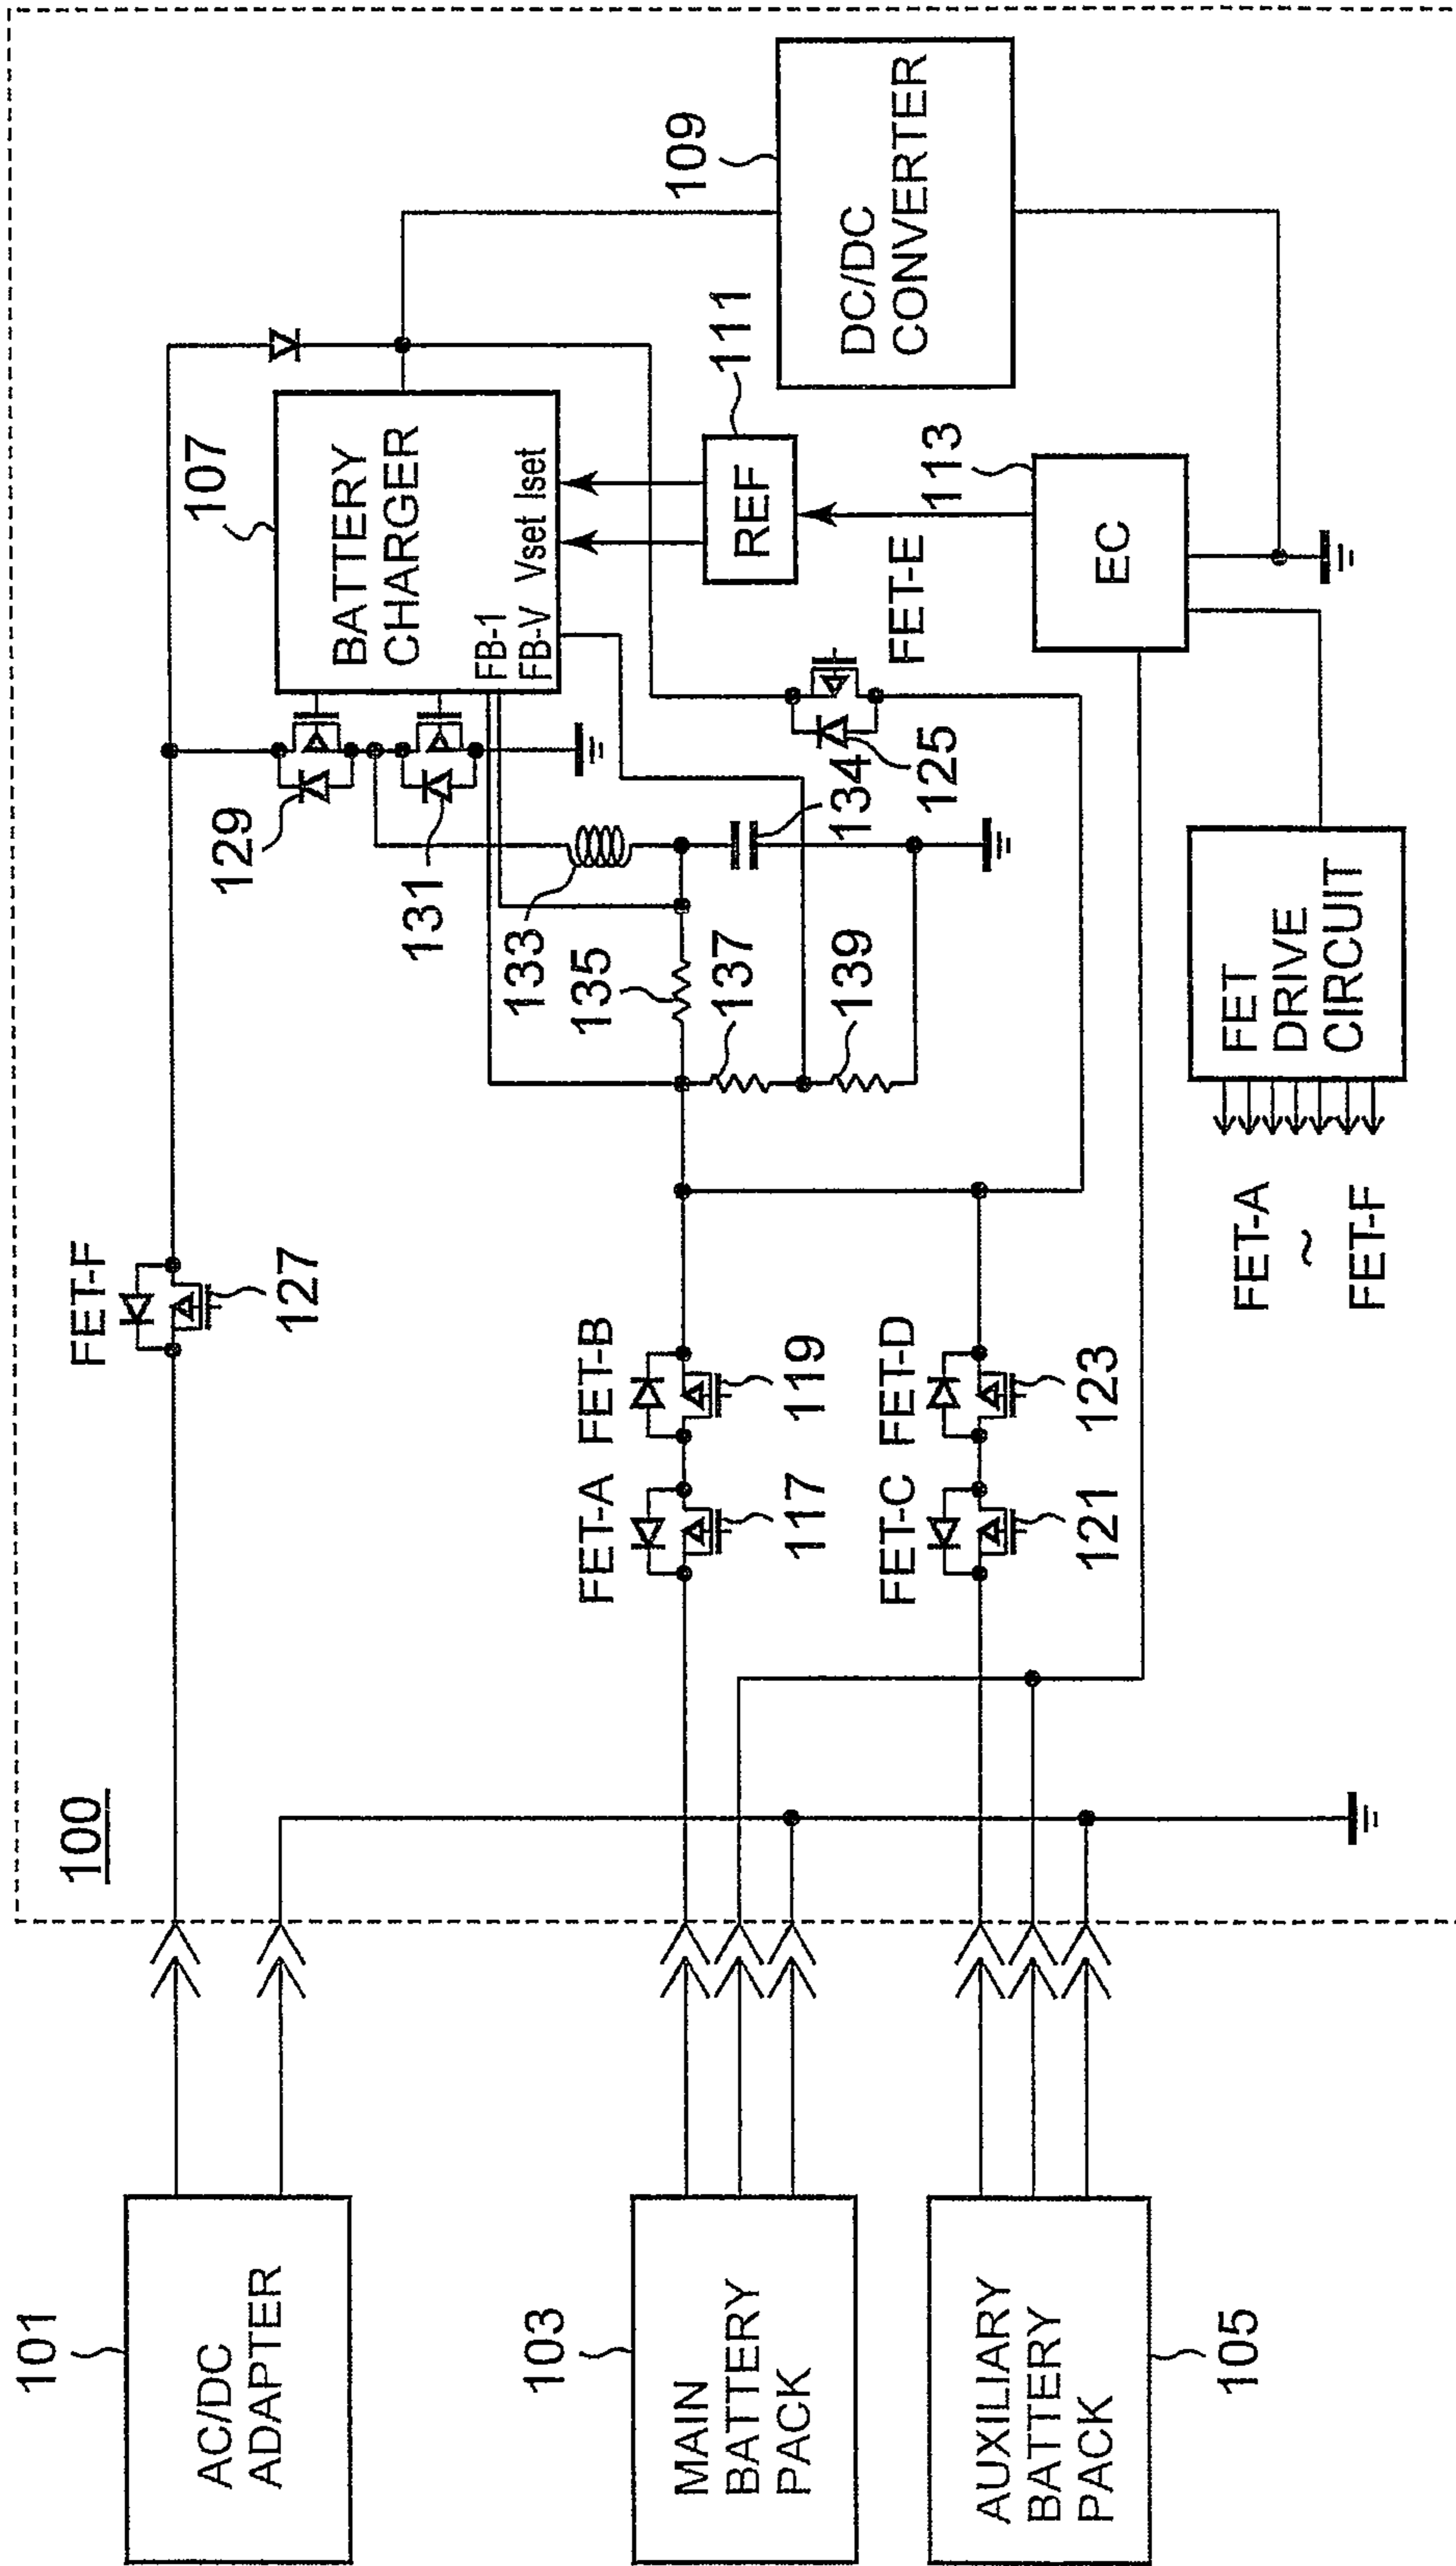 100
101
AC/DC
ADAPTER
103
MAIN
BATTERY
PACK
105
AUXILIARY
BATTERY
PACK
FET-F
127
FET-A
FET-B
117
119
FET-C
FET-D
121
123
129
131
133
134
135
137
139
107
BATTERY
CHARGER
FB-1
FB-V
Vset
Iset
125
FET-E
REF
111
109
DC/DC
CONVERTER
EC
113
FET
DRIVE
CIRCUIT
FET-A
~
FET-F